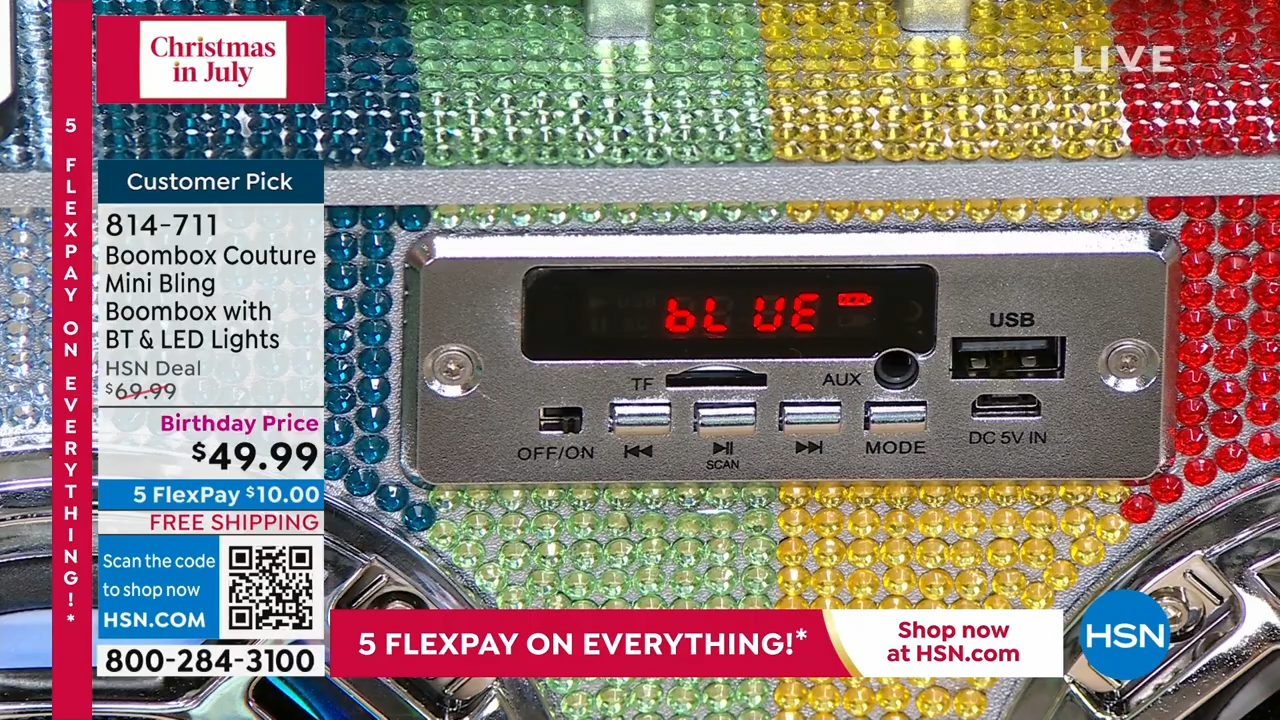 LIVE
Christmas
in July
5 FLEXPAY ON EVERYTHING!*
Customer Pick
814-711
Boombox Couture
Mini Bling
Boombox with
BT & LED Lights
HSN Deal
$69.99
Birthday Price
$49.99
5 FlexPay $10.00
FREE SHIPPING
Scan the code
to shop now
HSN.COM
800-284-3100
bLUE
USB
TF
AUX
OFF/ON
SCAN
MODE
DC 5V IN
5 FLEXPAY ON EVERYTHING!*
Shop now
at HSN.com
HSN